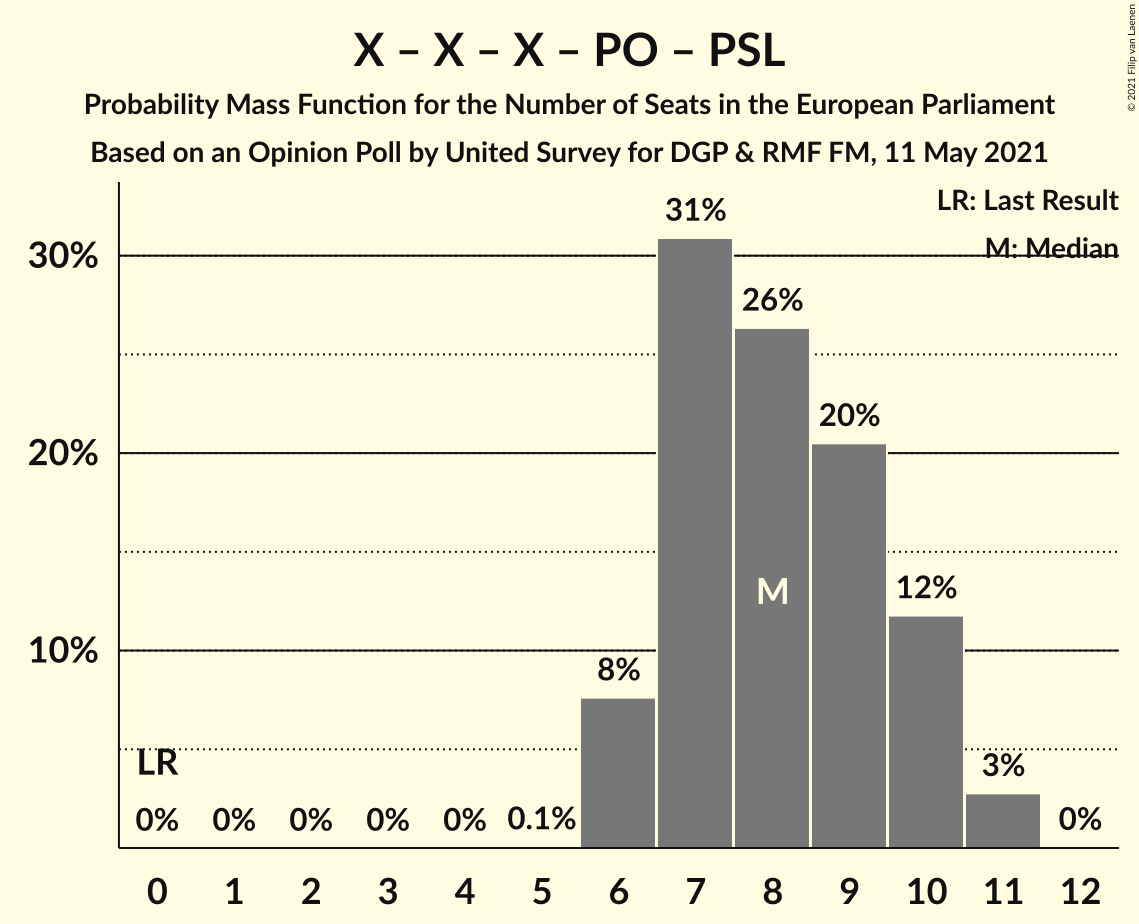 X – X – X – PO – PSL
Probability Mass Function for the Number of Seats in the European Parliament
Based on an Opinion Poll by United Survey for DGP & RMF FM, 11 May 2021
© 2021 Filip van Laenen
LR: Last Result
M: Median
30%
20%
10%
31%
26%
20%
12%
8%
3%
M
LR
0% 0% 0% 0% 0% 0.1% 0%
0 1 2 3 4 5 6 7 8 9 10 11 12